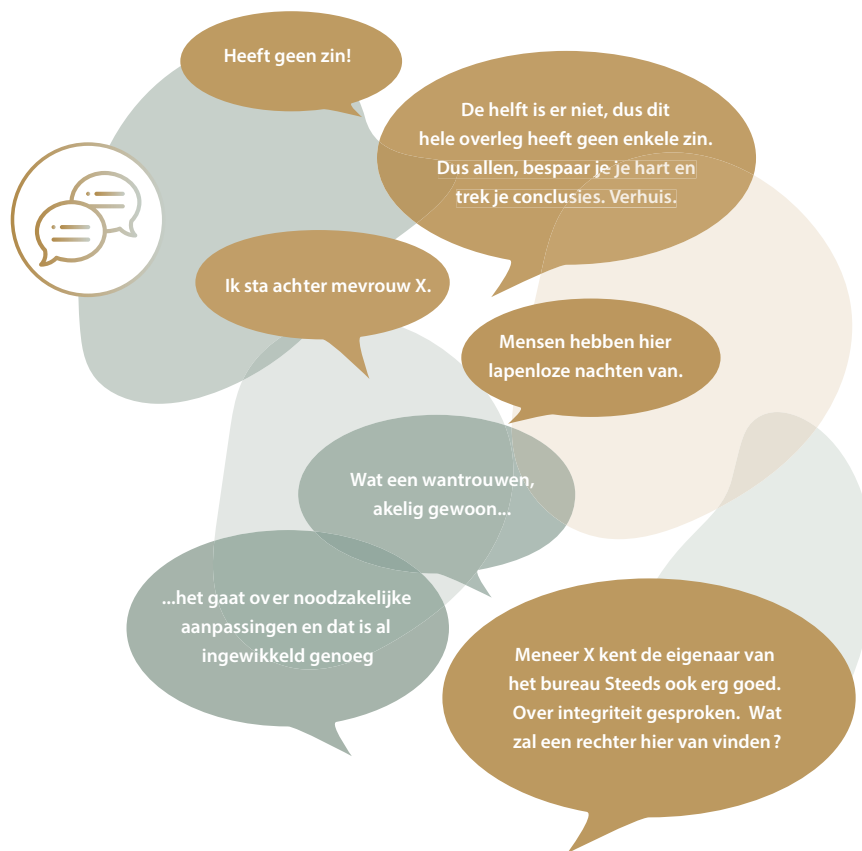 Heeft geen zin!
De helft is er niet, dus dit
hele overleg heeft geen enkele zin.
Dus allen, bespaar je je hart en
trek je conclusies. Verhuis.
Ik sta achter mevrouw X.
Mensen hebben hier
lapenloze nachten van.
Wat een wantrouwen,
akelig gewoon...
...het gaat over noodzakelijke
aanpassingen en dat is al
ingewikkeld genoeg
Meneer X kent de eigenaar van
het bureau Steeds ook erg goed.
Over integriteit gesproken. Wat
zal een rechter hier van vinden?